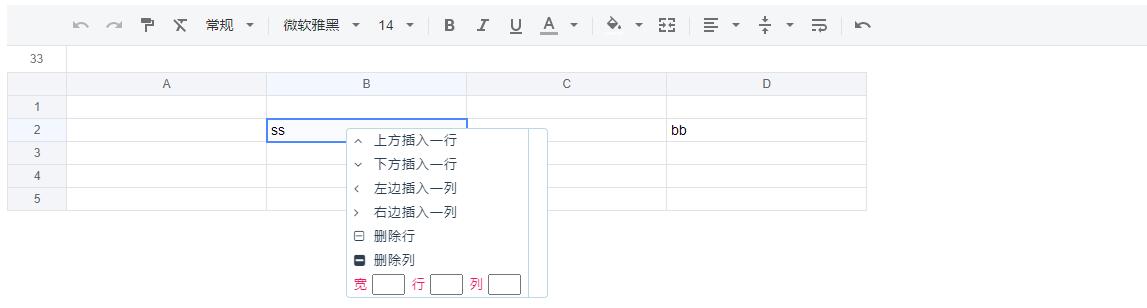 常规 微软雅黑 14 B I U A
33
A B C D
1
2 ss bb
3
4
5
上方插入一行
下方插入一行
左边插入一列
右边插入一列
删除行
删除列
宽 行 列